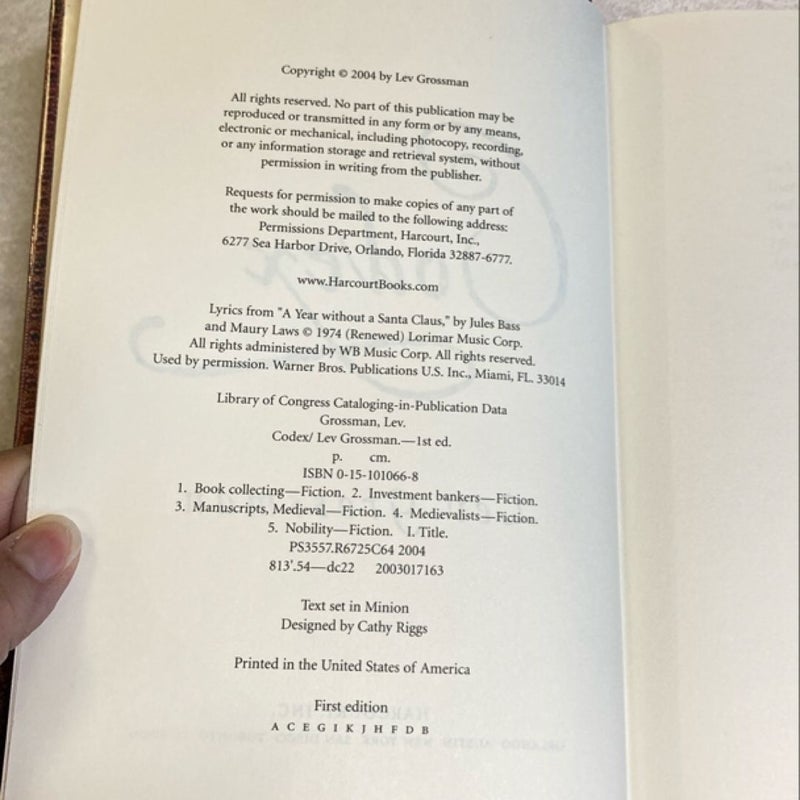 Copyright © 2004 by Lev Grossman
All rights reserved. No part of this publication may be
reproduced or transmitted in any form or by any means,
electronic or mechanical, including photocopy, recording,
or any information storage and retrieval system, without
permission in writing from the publisher.
Requests for permission to make copies of any part of
the work should be mailed to the following address:
Permissions Department, Harcourt, Inc.,
6277 Sea Harbor Drive, Orlando, Florida 32887-6777.
www.HarcourtBooks.com
Lyrics from "A Year without a Santa Claus," by Jules Bass
and Maury Laws © 1974 (Renewed) Lorimar Music Corp.
All rights administered by WB Music Corp. All rights reserved.
Used by permission. Warner Bros. Publications U.S. Inc., Miami, FL. 33014
Library of Congress Cataloging-in-Publication Data
Grossman, Lev.
Codex/ Lev Grossman.—1st ed.
p. cm.
ISBN 0-15-101066-8
1. Book collecting—Fiction. 2. Investment bankers—Fiction.
3. Manuscripts, Medieval—Fiction. 4. Medievalists—Fiction.
5. Nobility—Fiction. I. Title.
PS3557.R6725C64 2004
813'.54—dc22 2003017163
Text set in Minion
Designed by Cathy Riggs
Printed in the United States of America
First edition
A C E G I K J H F D B